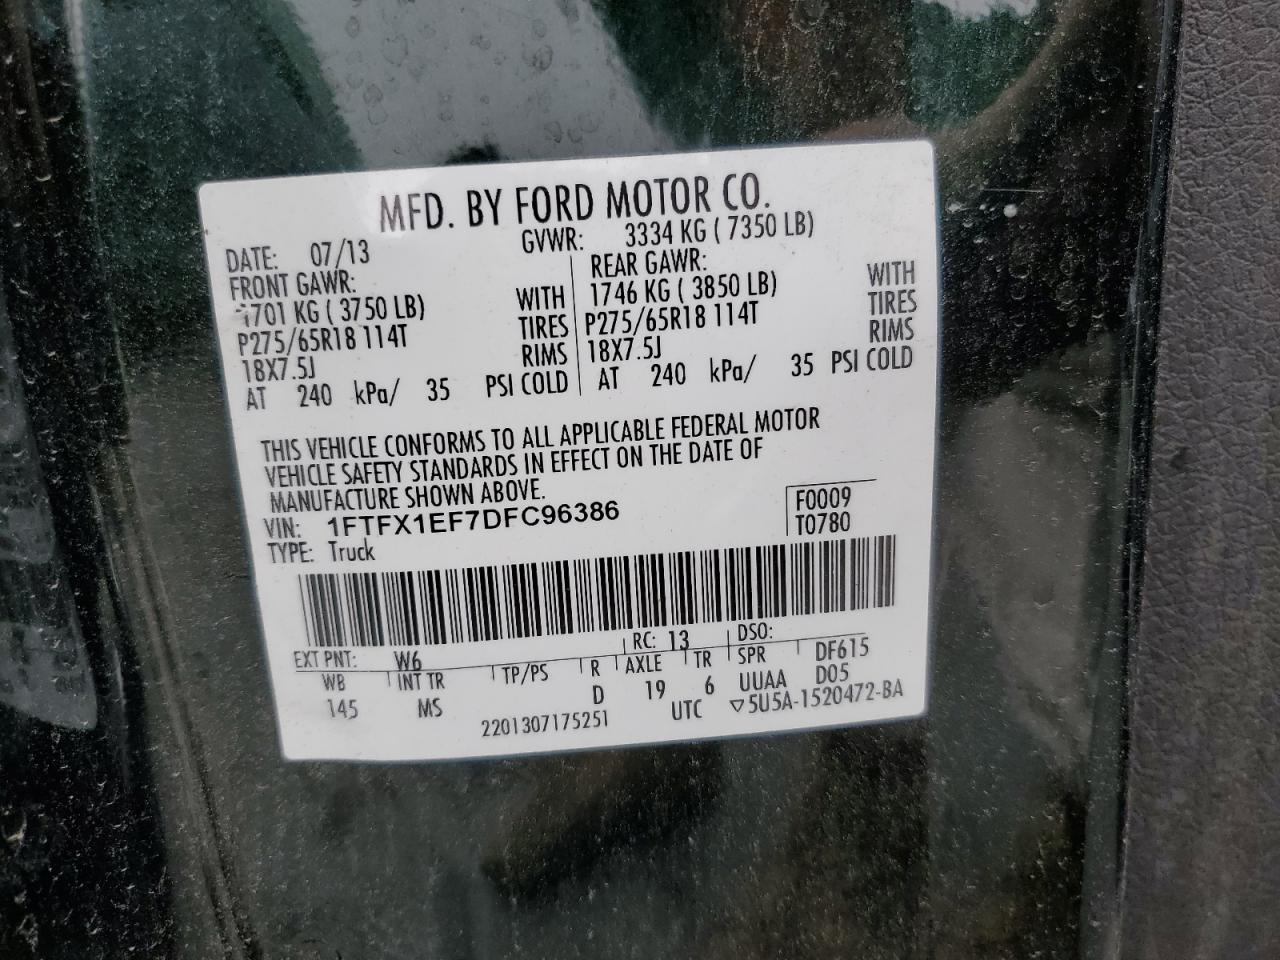 MFD. BY FORD MOTOR CO.
DATE: 07/13 GVWR: 3334 KG ( 7350 LB)
FRONT GAWR: REAR GAWR:
1701 KG ( 3750 LB) WITH 1746 KG ( 3850 LB) WITH
P275/65R18 114T TIRES P275/65R18 114T TIRES
18X7.5J RIMS 18X7.5J RIMS
AT 240 kPa/ 35 PSI COLD AT 240 kPa/ 35 PSI COLD
THIS VEHICLE CONFORMS TO ALL APPLICABLE FEDERAL MOTOR
VEHICLE SAFETY STANDARDS IN EFFECT ON THE DATE OF
MANUFACTURE SHOWN ABOVE.
VIN: 1FTFX1EF7DFC96386 F0009
TYPE: Truck T0780
EXT PNT: W6 RC: 13 DSO:
WB INT TR TP/PS R AXLE TR SPR DF615
145 MS D 19 6 UUAA D05
2201307175251 UTC ▽5U5A-1520472-BA